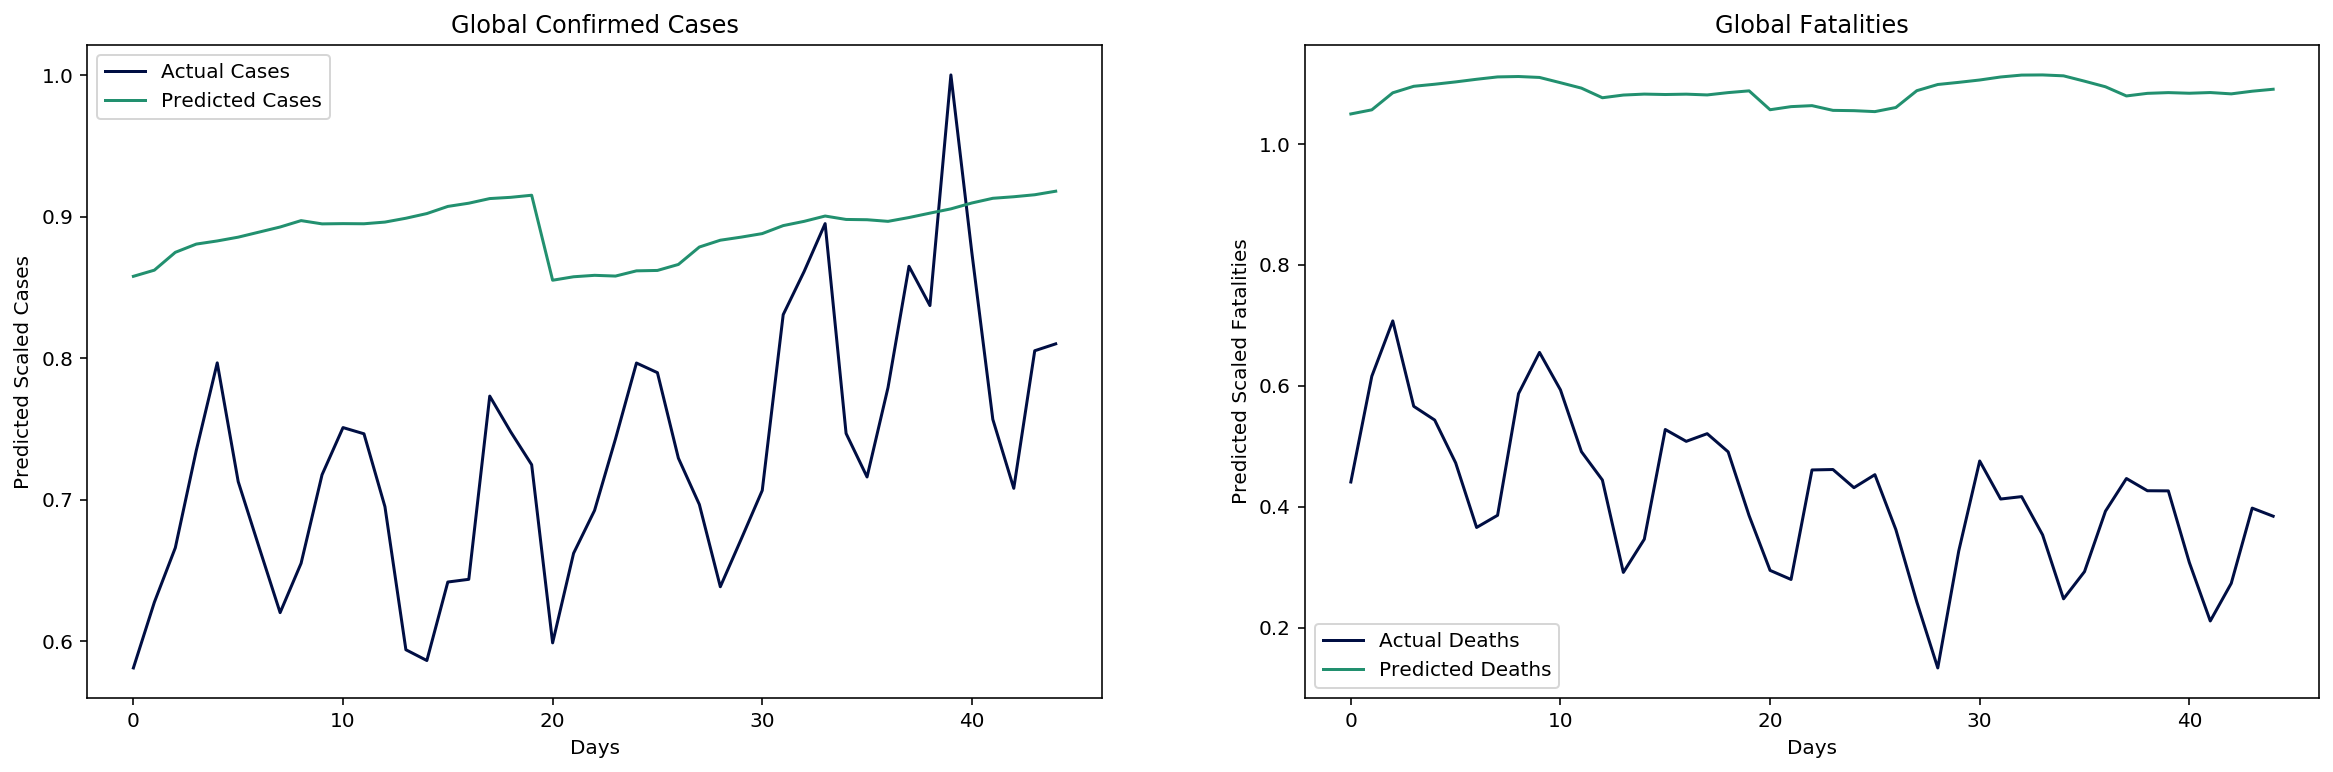 Global Confirmed Cases
Actual Cases
Predicted Cases
1.0
0.9
0.8
0.7
0.6
Predicted Scaled Cases
0 10 20 30 40
Days
Global Fatalities
1.0
0.8
0.6
0.4
0.2
Predicted Scaled Fatalities
Actual Deaths
Predicted Deaths
0 10 20 30 40
Days